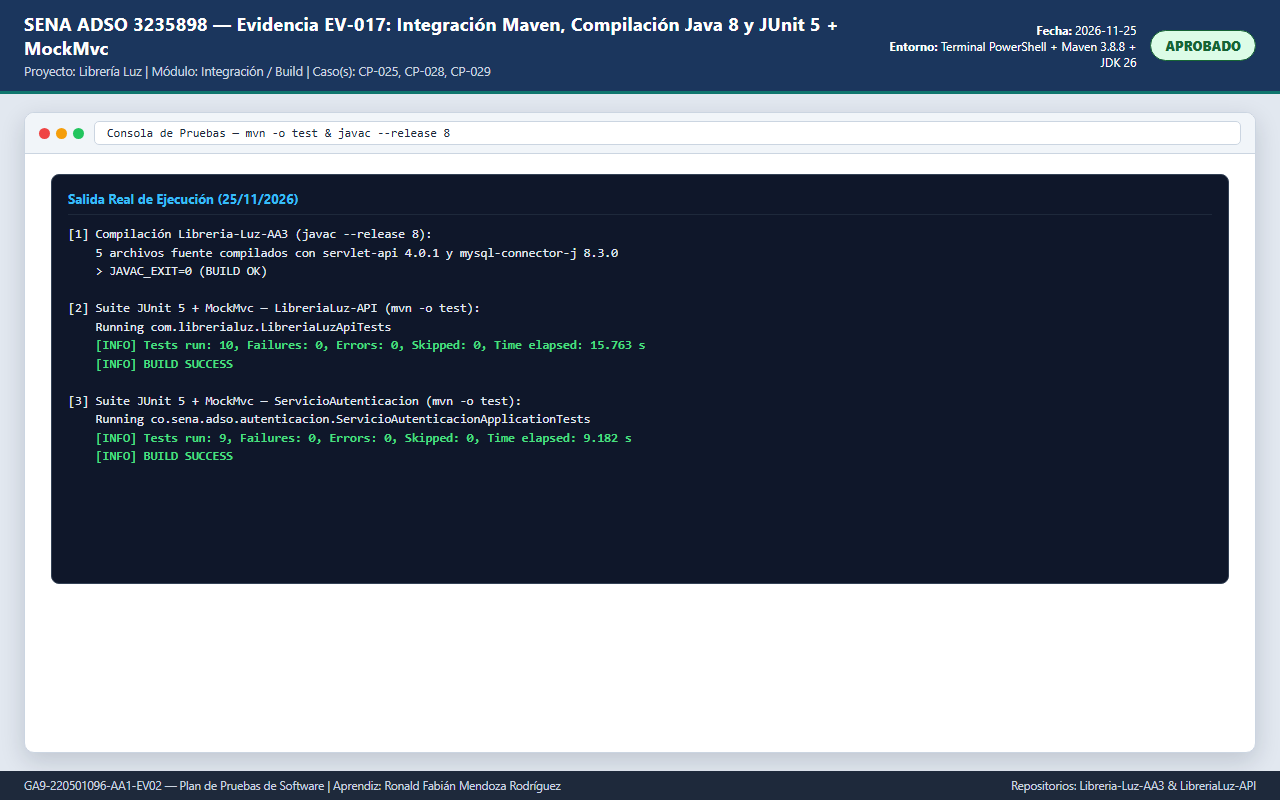 SENA ADSO 3235898 — Evidencia EV-017: Integración Maven, Compilación Java 8 y JUnit 5 +
MockMvc
Proyecto: Librería Luz | Módulo: Integración / Build | Caso(s): CP-025, CP-028, CP-029
Fecha: 2026-11-25
Entorno: Terminal PowerShell + Maven 3.8.8 +
JDK 26
APROBADO
Consola de Pruebas — mvn -o test & javac --release 8
Salida Real de Ejecución (25/11/2026)
[1] Compilación Libreria-Luz-AA3 (javac --release 8):
5 archivos fuente compilados con servlet-api 4.0.1 y mysql-connector-j 8.3.0
> JAVAC_EXIT=0 (BUILD OK)
[2] Suite JUnit 5 + MockMvc — LibreriaLuz-API (mvn -o test):
Running com.librerialuz.LibreriaLuzApiTests
[INFO] Tests run: 10, Failures: 0, Errors: 0, Skipped: 0, Time elapsed: 15.763 s
[INFO] BUILD SUCCESS
[3] Suite JUnit 5 + MockMvc — ServicioAutenticacion (mvn -o test):
Running co.sena.adso.autenticacion.ServicioAutenticacionApplicationTests
[INFO] Tests run: 9, Failures: 0, Errors: 0, Skipped: 0, Time elapsed: 9.182 s
[INFO] BUILD SUCCESS
GA9-220501096-AA1-EV02 — Plan de Pruebas de Software | Aprendiz: Ronald Fabián Mendoza Rodríguez
Repositorios: Libreria-Luz-AA3 & LibreriaLuz-API